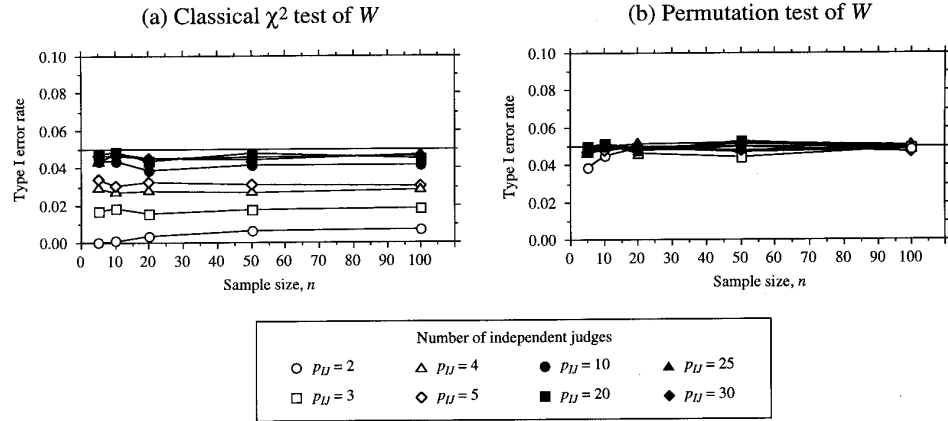 (a) Classical χ2 test of W
(b) Permutation test of W
Type I error rate
0.10
0.08
0.06
0.04
0.02
0.00
0 10 20 30 40 50 60 70 80 90 100
Sample size, n
Type I error rate
0.10
0.08
0.06
0.04
0.02
0.00
0 10 20 30 40 50 60 70 80 90 100
Sample size, n
Number of independent judges
pIJ = 2 pIJ = 4 pIJ = 10 pIJ = 25
pIJ = 3 pIJ = 5 pIJ = 20 pIJ = 30